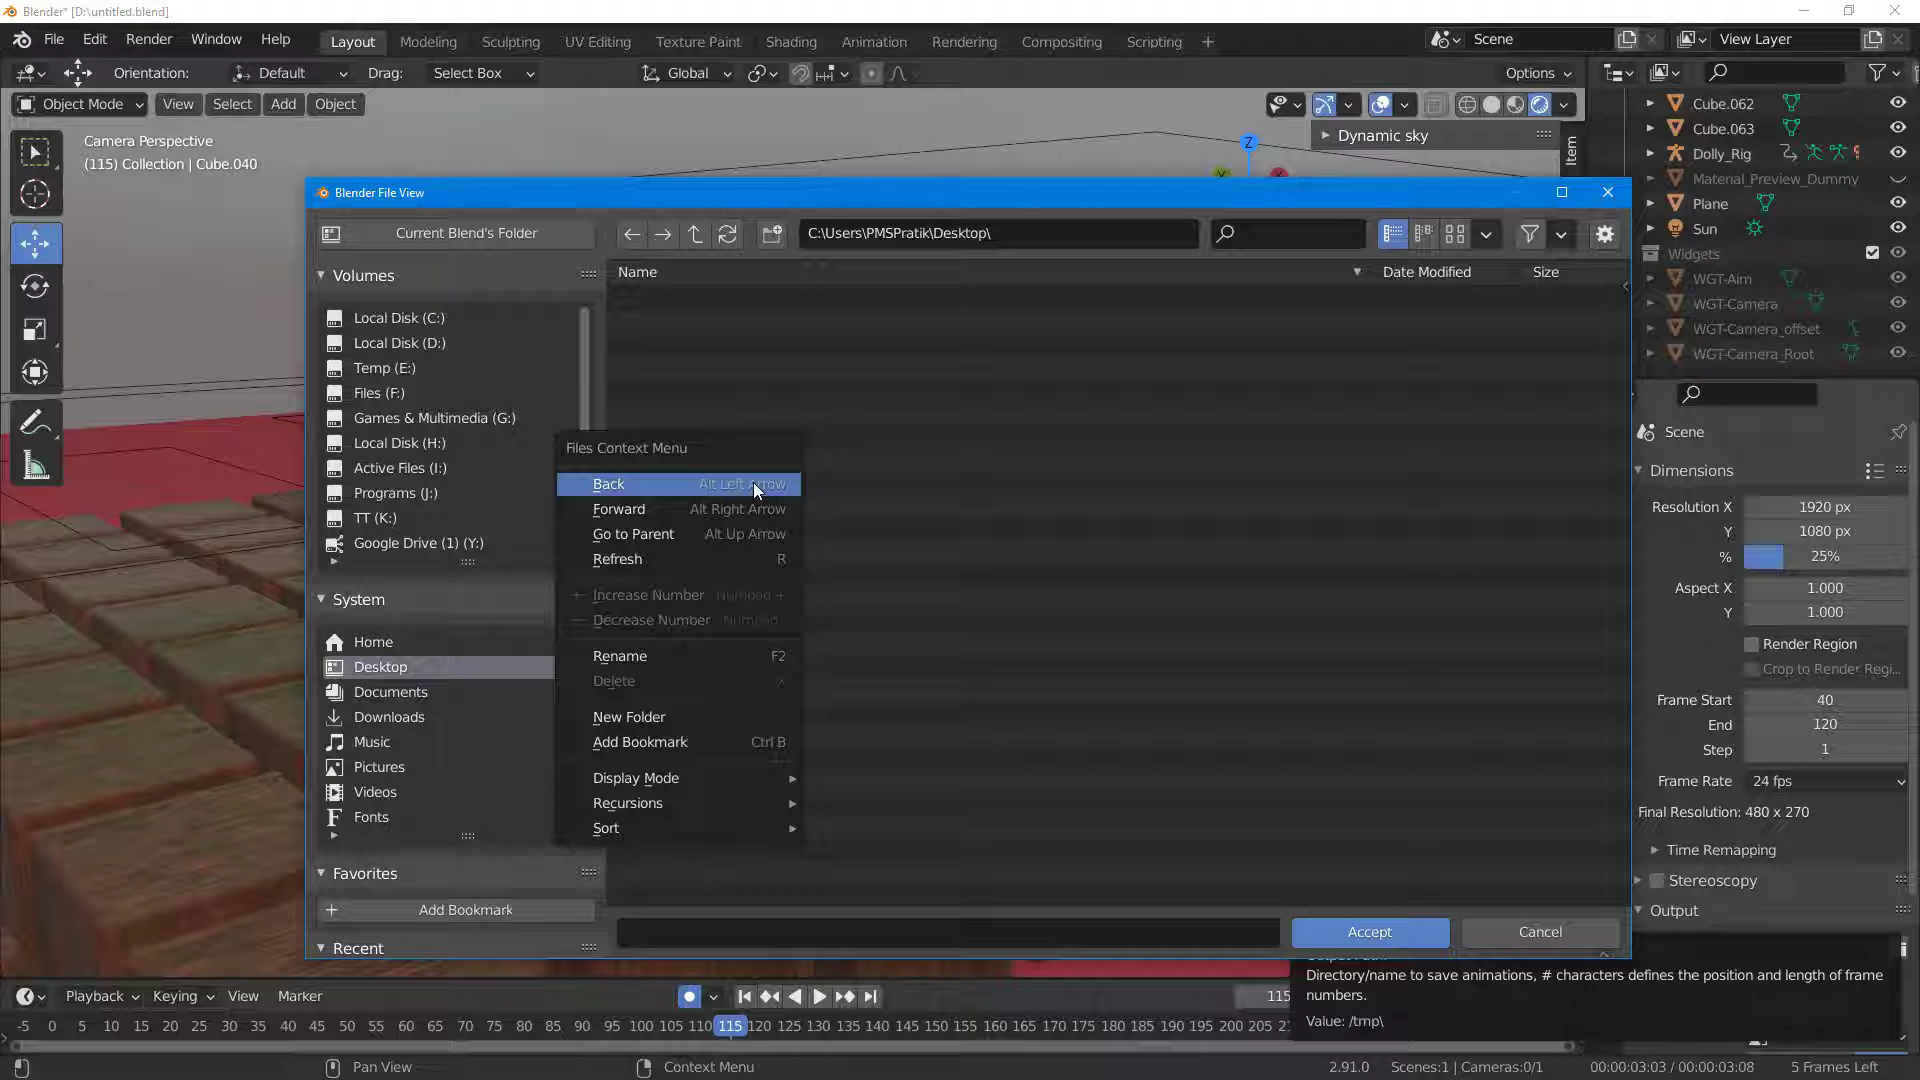 Blender* [D:\untitled.blend]
File Edit Render Window Help Layout Modeling Sculpting UV Editing Texture Paint Shading Animation Rendering Compositing Scripting + Scene View Layer
Orientation: Default Drag: Select Box Global Options
Object Mode View Select Add Object
Camera Perspective
(115) Collection | Cube.040
Z
Dynamic sky
Item
Cube.062
Cube.063
Dolly_Rig
Material_Preview_Dummy
Plane
Sun
Widgets
WGT-Aim
WGT-Camera
WGT-Camera_offset
WGT-Camera_Root
Blender File View
Current Blend's Folder
C:\Users\PMSPratik\Desktop\
Volumes
Name Date Modified Size
Local Disk (C:)
Local Disk (D:)
Temp (E:)
Files (F:)
Games & Multimedia (G:)
Local Disk (H:)
Active Files (I:)
Programs (J:)
TT (K:)
Google Drive (1) (Y:)
System
Home
Desktop
Documents
Downloads
Music
Pictures
Videos
Fonts
Favorites
Add Bookmark
Recent
Files Context Menu
Back Alt Left Arrow
Forward Alt Right Arrow
Go to Parent Alt Up Arrow
Refresh R
Increase Number Numpad +
Decrease Number Numpad -
Rename F2
Delete X
New Folder
Add Bookmark Ctrl B
Display Mode
Recursions
Sort
Accept Cancel
Scene
Dimensions
Resolution X 1920 px
Y 1080 px
% 25%
Aspect X 1.000
Y 1.000
Render Region
Crop to Render Regi...
Frame Start 40
End 120
Step 1
Frame Rate 24 fps
Final Resolution: 480 x 270
Time Remapping
Stereoscopy
Output
Directory/name to save animations, # characters defines the position and length of frame
numbers.
Value: /tmp\
Playback Keying View Marker 115
-5 0 5 10 15 20 25 30 35 40 45 50 55 60 65 70 75 80 85 90 95 100 105 110 115 120 125 130 135 140 145 150 155 160 165 170 175 180 185 190 195 200 205
Pan View Context Menu 2.91.0 Scenes:1 | Cameras:0/1 00:00:03:03 / 00:00:03:08 5 Frames Left